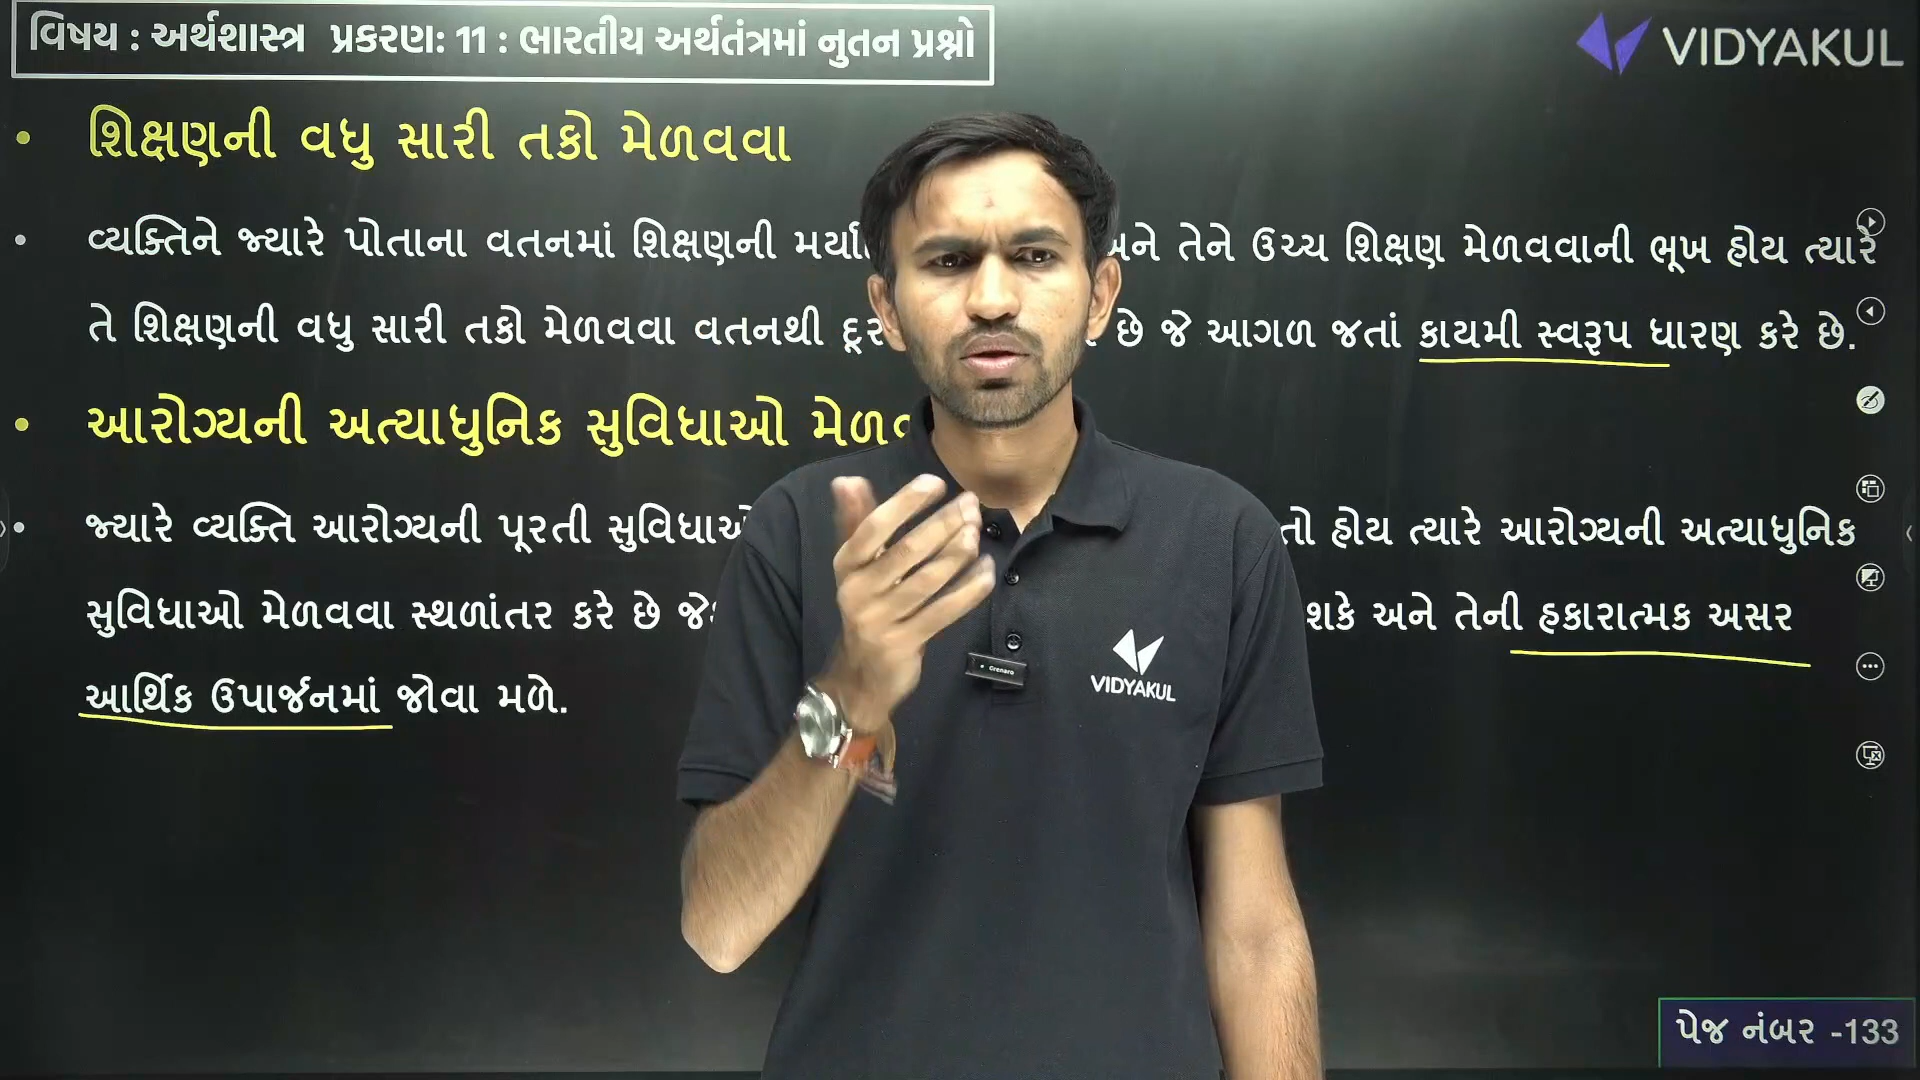 વિષય : અર્થશાસ્ત્ર પ્રકરણ: 11 : ભારતીય અર્થતંત્રમાં નુતન પ્રશ્નો
VIDYAKUL
• શિક્ષણની વધુ સારી તકો મેળવવા
• વ્યક્તિને જ્યારે પોતાના વતનમાં શિક્ષણની અને તેને ઉચ્ચ શિક્ષણ મેળવવાની ભૂખ હોય ત્યારે
તે શિક્ષણની વધુ સારી તકો મેળવવા વતનથી દૂર છે જે આગળ જતાં કાયમી સ્વરૂપ ધારણ કરે છે.
• આરોગ્યની અત્યાધુનિક સુવિધાઓ
• જ્યારે વ્યક્તિ આરોગ્યની પૂરતી સુવિધાઓ હોય ત્યારે આરોગ્યની અત્યાધુનિક
સુવિધાઓ મેળવવા સ્થળાંતર કરે છે શકે અને તેની હકારાત્મક અસર
આર્થિક ઉપાર્જનમાં જોવા મળે.
Grenaro
VIDYAKUL
પેજ નંબર -133